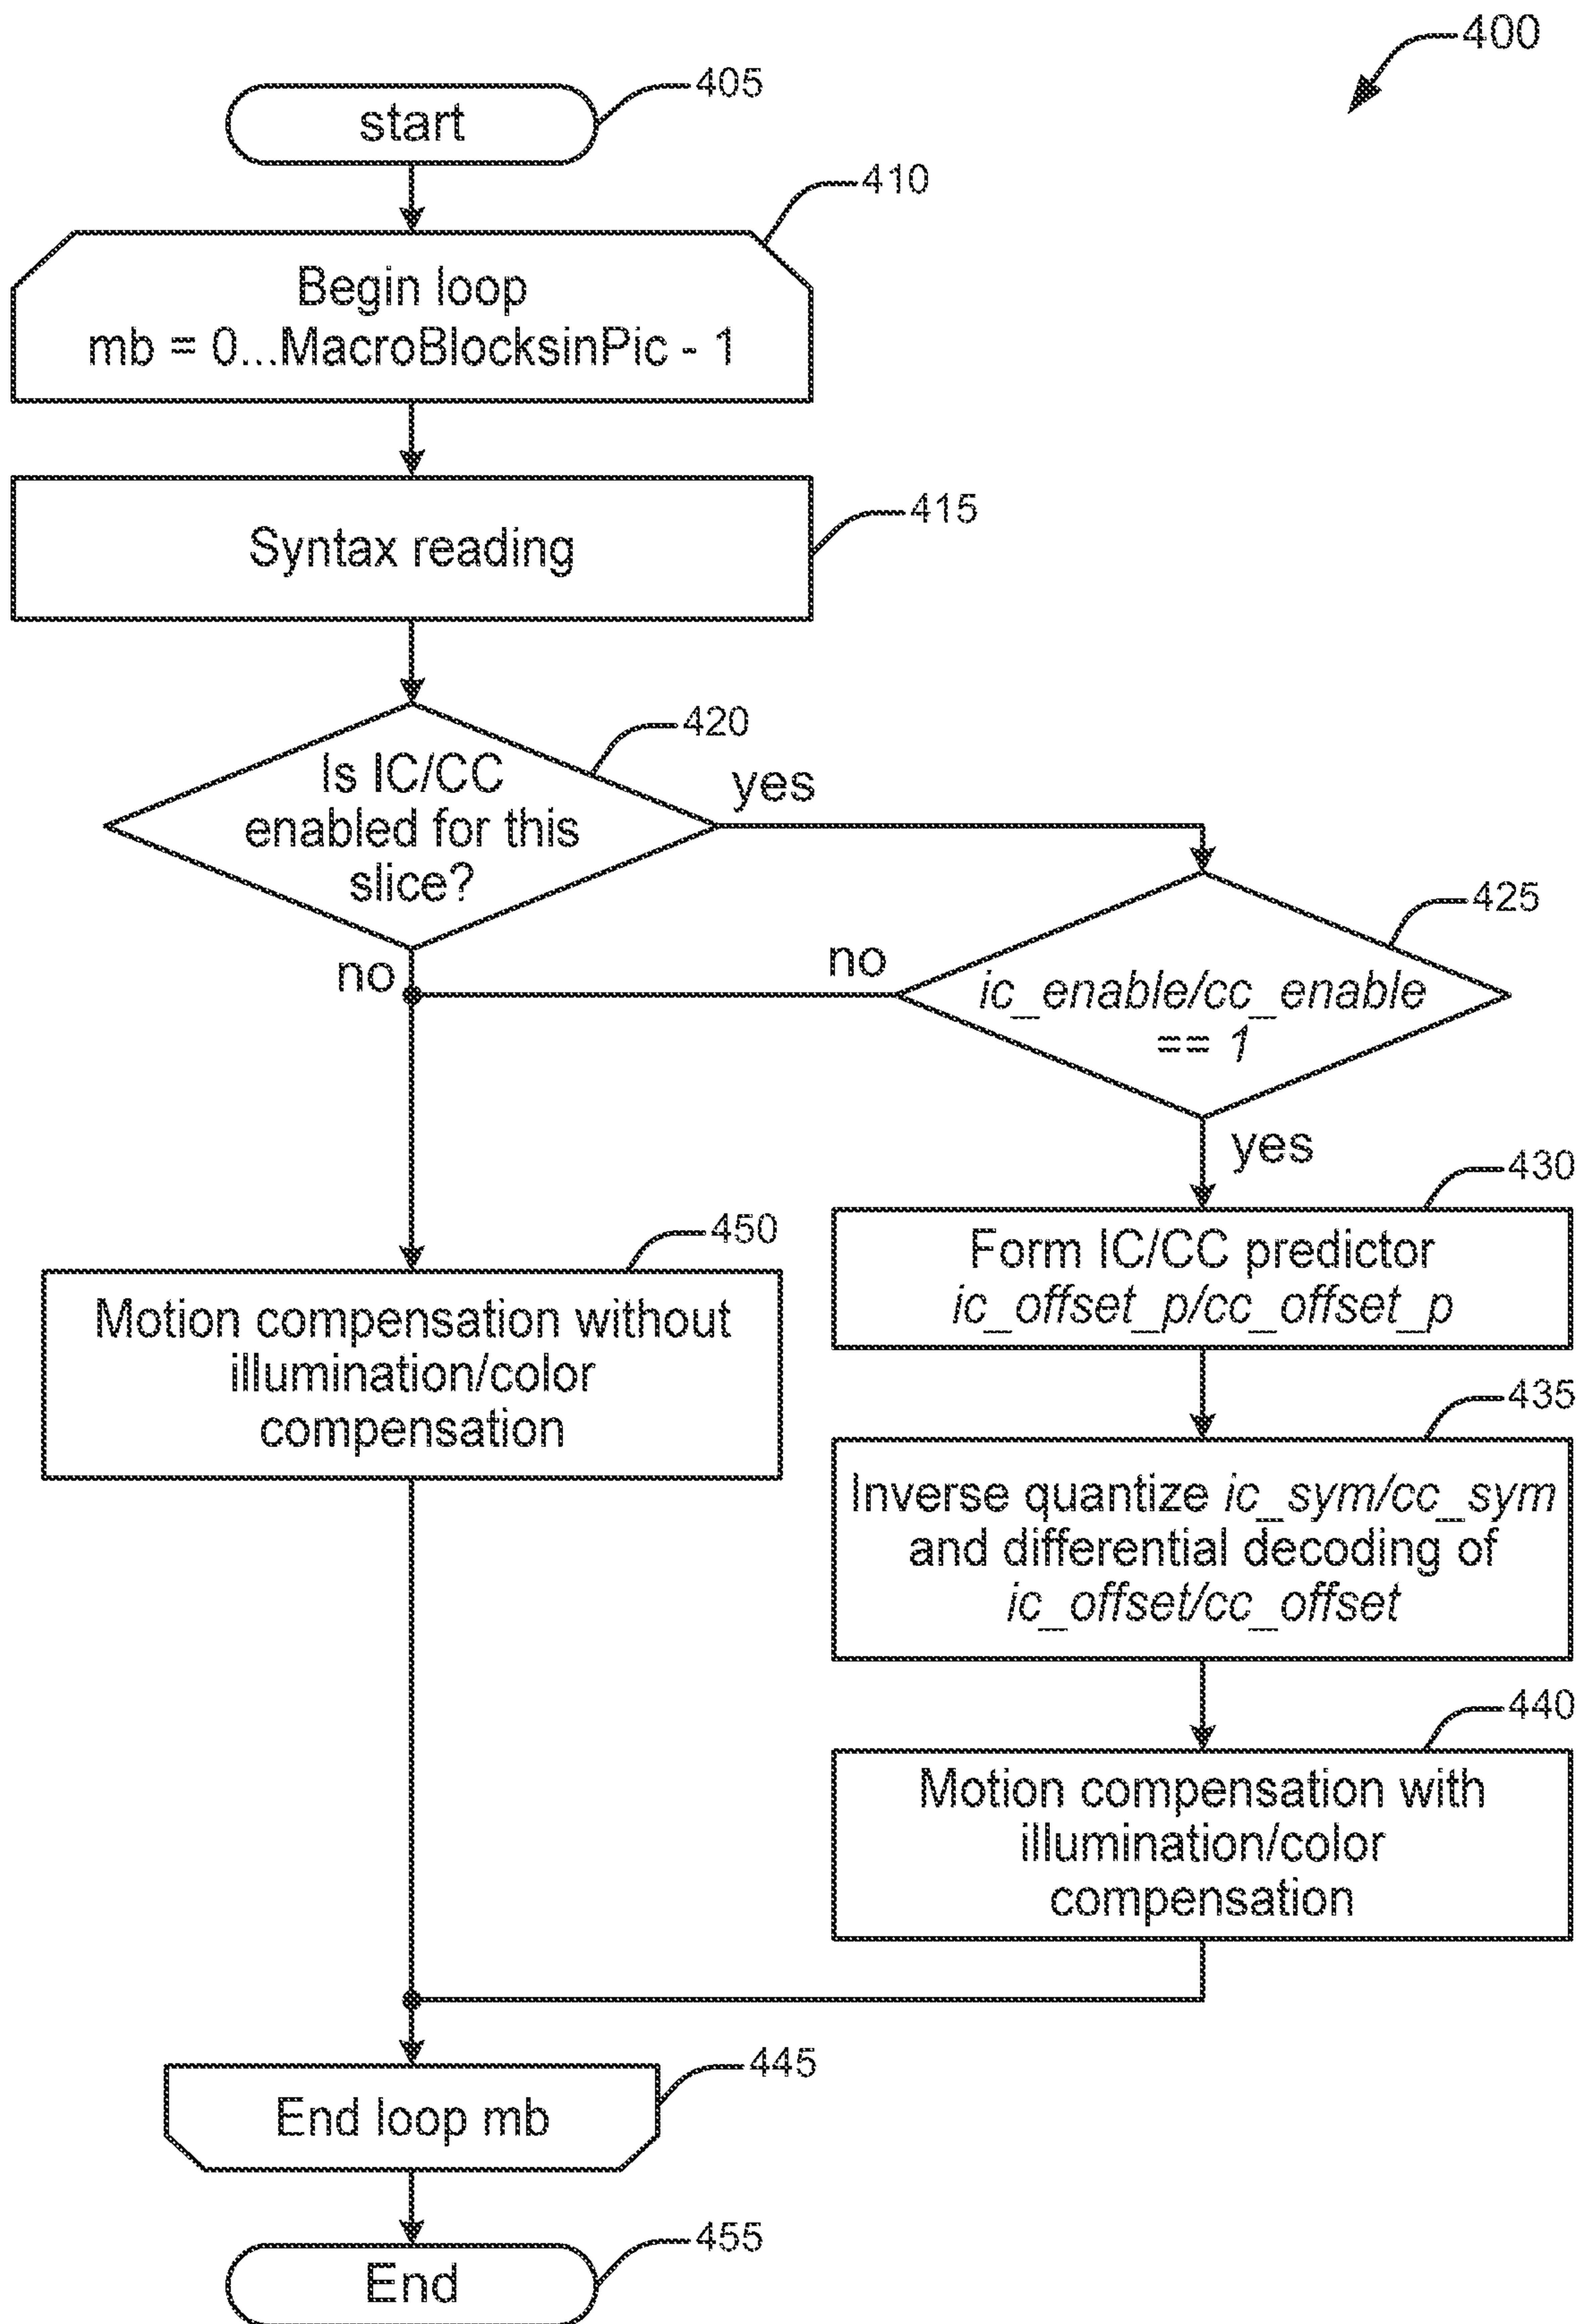 400
405
start
410
Begin loop
mb = 0...MacroBlocksinPic - 1
415
Syntax reading
420
Is IC/CC
enabled for this
slice?
yes
no
425
ic_enable/cc_enable
== 1
no
yes
430
Form IC/CC predictor
ic_offset_p/cc_offset_p
450
Motion compensation without
illumination/color
compensation
435
Inverse quantize ic_sym/cc_sym
and differential decoding of
ic_offset/cc_offset
440
Motion compensation with
illumination/color
compensation
445
End loop mb
455
End